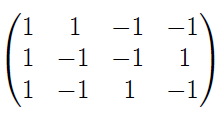 1 1 −1 −1
1 −1 −1 1
1 −1 1 −1